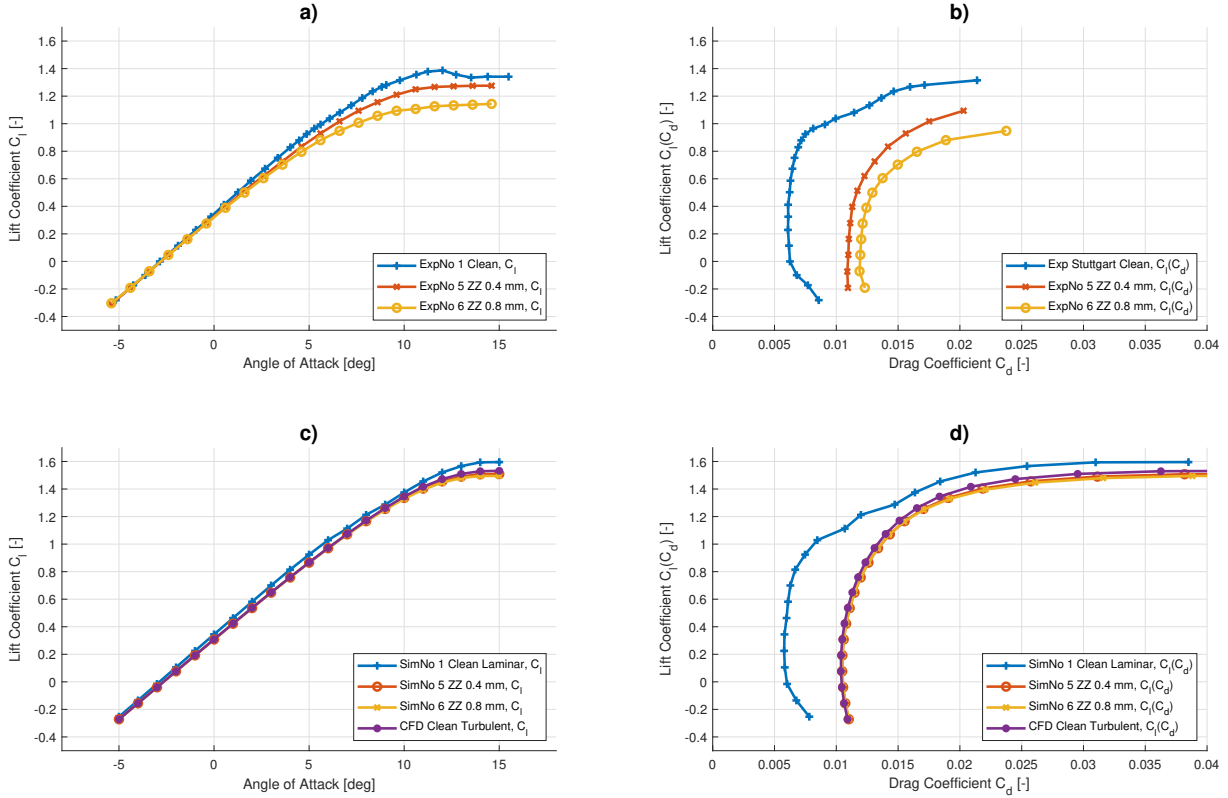 a)
1.6
1.4
1.2
1
0.8
0.6
0.4
0.2
0
-0.2
-0.4
Lift Coefficient C_l [-]
ExpNo 1 Clean, C_l
ExpNo 5 ZZ 0.4 mm, C_l
ExpNo 6 ZZ 0.8 mm, C_l
-5 0 5 10 15
Angle of Attack [deg]
b)
1.6
1.4
1.2
1
0.8
0.6
0.4
0.2
0
-0.2
-0.4
Lift Coefficient C_l(C_d) [-]
Exp Stuttgart Clean, C_l(C_d)
ExpNo 5 ZZ 0.4 mm, C_l(C_d)
ExpNo 6 ZZ 0.8 mm, C_l(C_d)
0 0.005 0.01 0.015 0.02 0.025 0.03 0.035 0.04
Drag Coefficient C_d [-]
c)
1.6
1.4
1.2
1
0.8
0.6
0.4
0.2
0
-0.2
-0.4
Lift Coefficient C_l [-]
SimNo 1 Clean Laminar, C_l
SimNo 5 ZZ 0.4 mm, C_l
SimNo 6 ZZ 0.8 mm, C_l
CFD Clean Turbulent, C_l
-5 0 5 10 15
Angle of Attack [deg]
d)
1.6
1.4
1.2
1
0.8
0.6
0.4
0.2
0
-0.2
-0.4
Lift Coefficient C_l(C_d) [-]
SimNo 1 Clean Laminar, C_l(C_d)
SimNo 5 ZZ 0.4 mm, C_l(C_d)
SimNo 6 ZZ 0.8 mm, C_l(C_d)
CFD Clean Turbulent, C_l(C_d)
0 0.005 0.01 0.015 0.02 0.025 0.03 0.035 0.04
Drag Coefficient C_d [-]